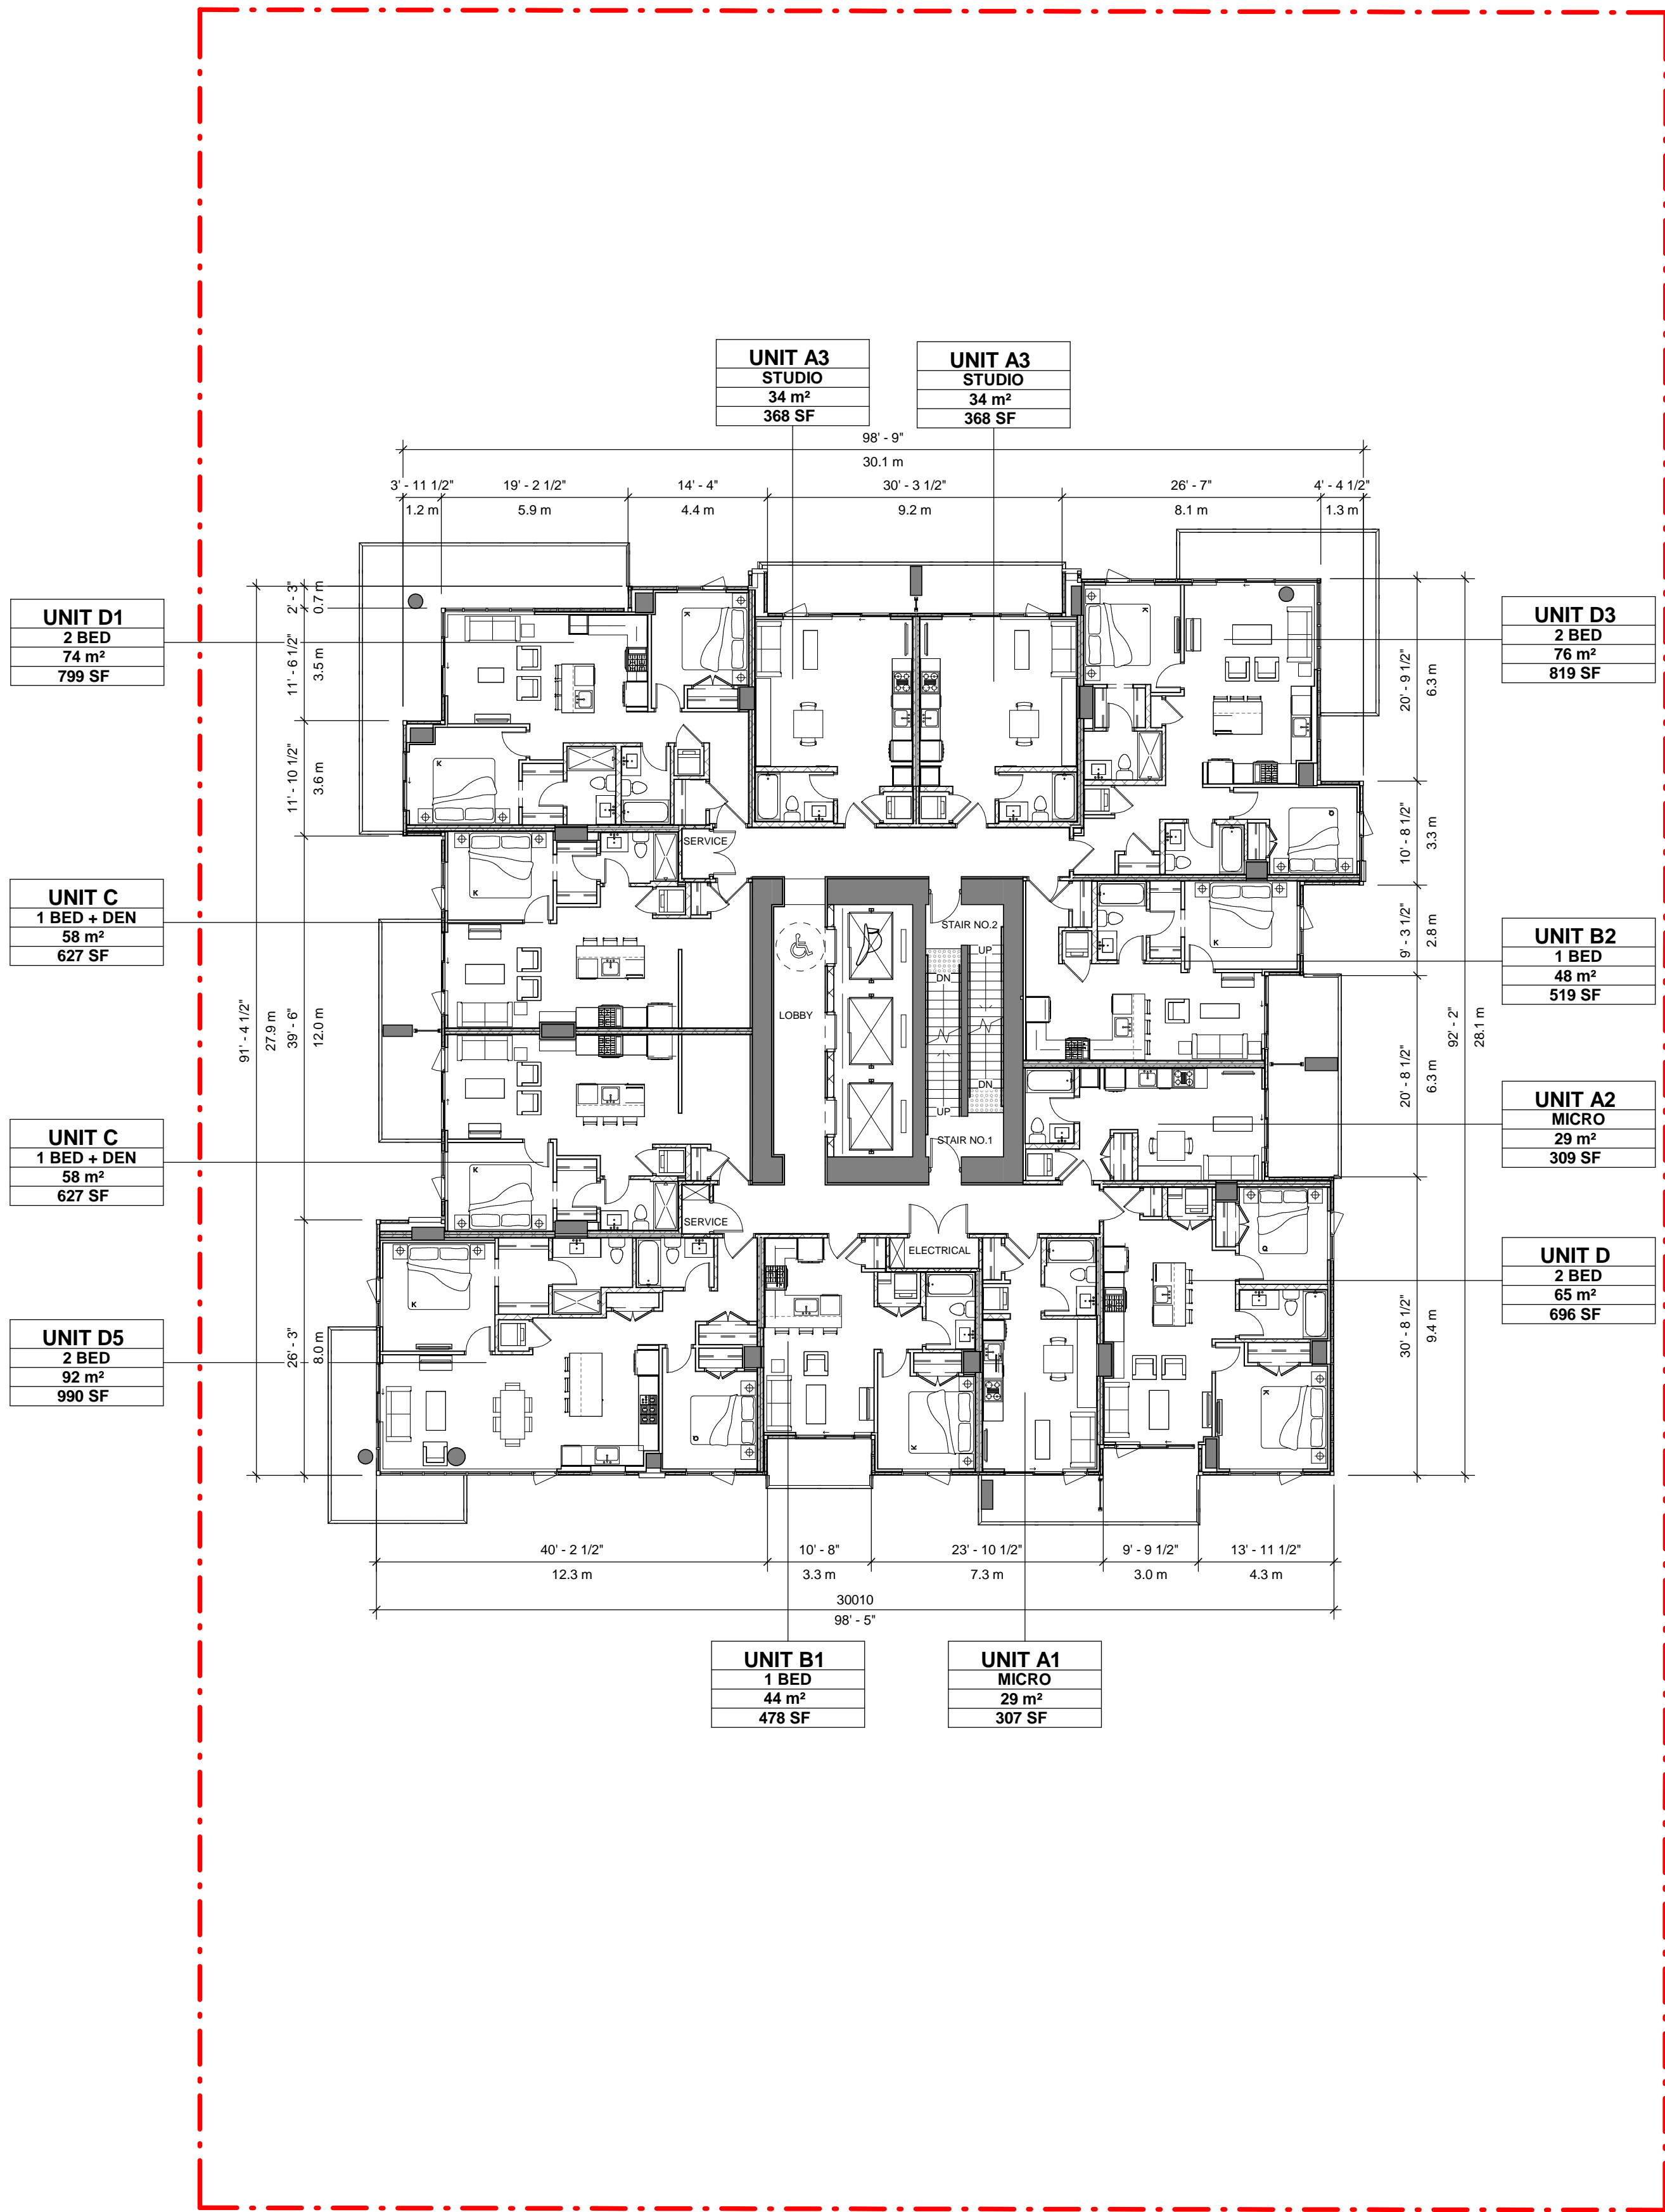 UNIT A3
STUDIO
34 m²
368 SF
UNIT A3
STUDIO
34 m²
368 SF
98' - 9"
30.1 m
3' - 11 1/2"
19' - 2 1/2"
14' - 4"
30' - 3 1/2"
26' - 7"
4' - 4 1/2"
1.2 m
5.9 m
4.4 m
9.2 m
8.1 m
1.3 m
UNIT D1
2 BED
74 m²
799 SF
UNIT C
1 BED + DEN
58 m²
627 SF
UNIT C
1 BED + DEN
58 m²
627 SF
UNIT D5
2 BED
92 m²
990 SF
91' - 4 1/2"
27.9 m
2' - 3"
0.7 m
11' - 6 1/2"
3.5 m
11' - 10 1/2"
3.6 m
39' - 6"
12.0 m
26' - 3"
8.0 m
K
K
K
K
SERVICE
K
K
Q
K
LOBBY
STAIR NO.2
UP
DN
DN
UP
STAIR NO.1
K
SERVICE
ELECTRICAL
Q
K
Q
K
K
20' - 9 1/2"
6.3 m
10' - 8 1/2"
3.3 m
9' - 3 1/2"
2.8 m
20' - 8 1/2"
6.3 m
30' - 8 1/2"
9.4 m
92' - 2"
28.1 m
UNIT D3
2 BED
76 m²
819 SF
UNIT B2
1 BED
48 m²
519 SF
UNIT A2
MICRO
29 m²
309 SF
UNIT D
2 BED
65 m²
696 SF
40' - 2 1/2"
10' - 8"
23' - 10 1/2"
9' - 9 1/2"
13' - 11 1/2"
12.3 m
3.3 m
7.3 m
3.0 m
4.3 m
30010
98' - 5"
UNIT B1
1 BED
44 m²
478 SF
UNIT A1
MICRO
29 m²
307 SF